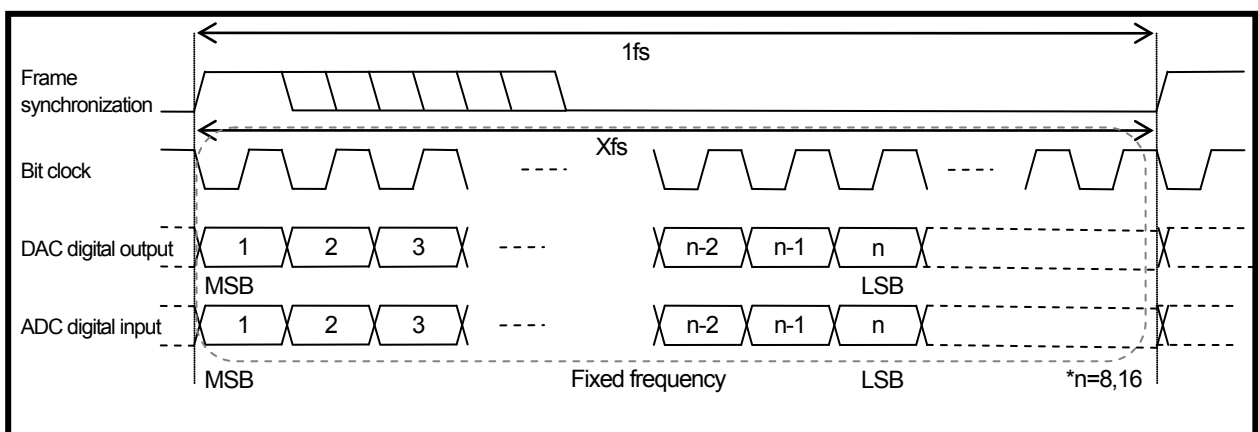 1fs
Frame
synchronization
Xfs
Bit clock
DAC digital output 1 2 3 n-2 n-1 n
MSB LSB
ADC digital input 1 2 3 n-2 n-1 n
MSB Fixed frequency LSB *n=8,16